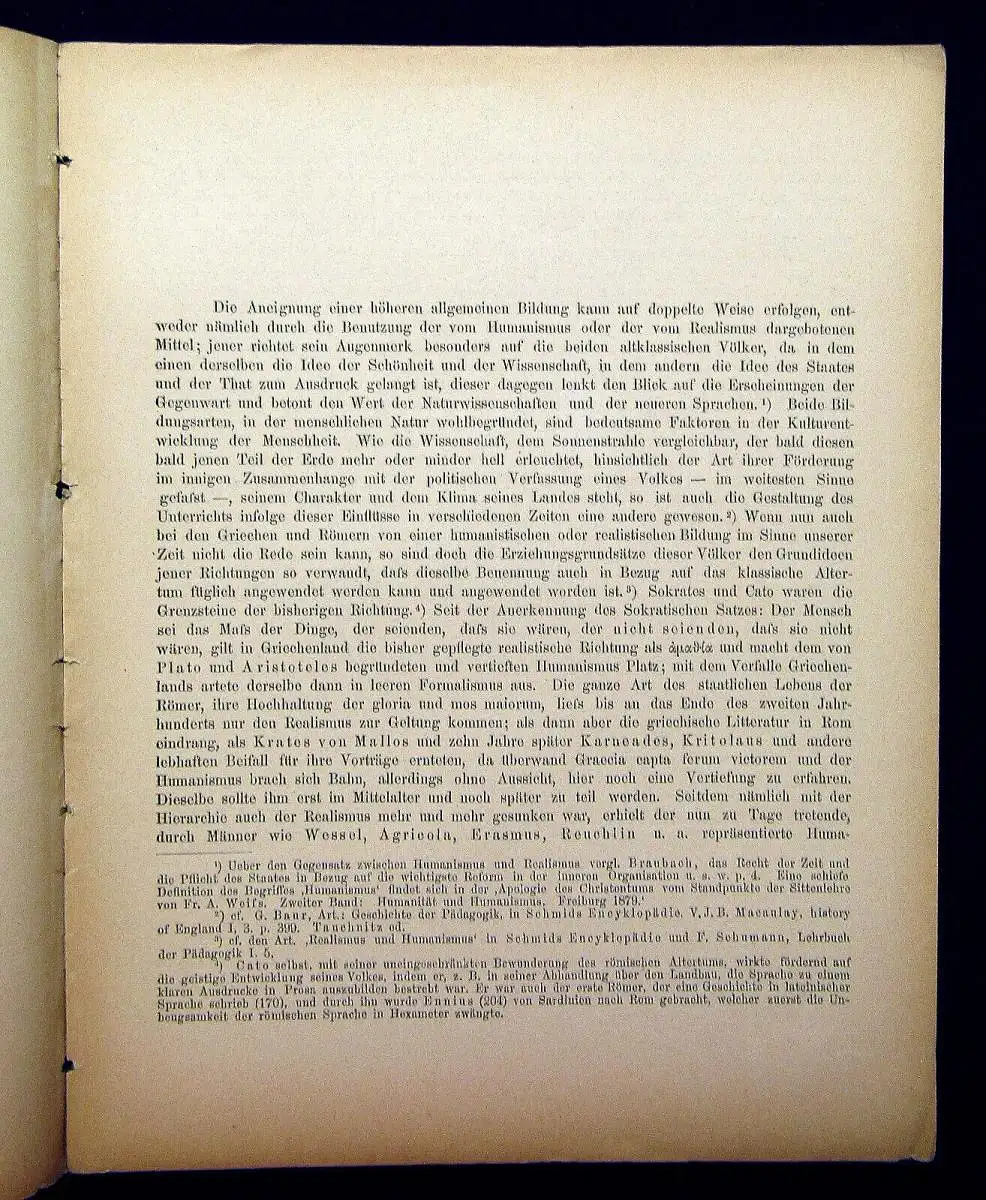 Die Aneignung einer höheren allgemeinen Bildung kann auf doppelte Weise erfolgen, ent-
weder nämlich durch die Benutzung der vom Humanismus oder der vom Realismus dargebotenen
Mittel; jener richtet sein Augenmerk besonders auf die beiden altklassischen Völker, da in dem
einen derselben die Idee der Schönheit und der Wissenschaft, in dem andern die Idee des Staates
und der That zum Ausdruck gelangt ist, dieser dagegen lenkt den Blick auf die Erscheinungen der
Gegenwart und betont den Wert der Naturwissenschaften und der neueren Sprachen.¹) Beide Bil-
dungsarten, in der menschlichen Natur wohlbegründet, sind bedeutsame Faktoren in der Kulturent-
wicklung der Menschheit. Wie die Wissenschaft, dem Sonnenstrahle vergleichbar, der bald diesen
bald jenen Teil der Erde mehr oder minder hell erleuchtet, hinsichtlich der Art ihrer Förderung
im innigen Zusammenhange mit der politischen Verfassung eines Volkes — im weitesten Sinne
gefafst —, seinem Charakter und dem Klima seines Landes steht, so ist auch die Gestaltung des
Unterrichts infolge dieser Einflüsse in verschiedenen Zeiten eine andere gewesen.²) Wenn nun auch
bei den Griechen und Römern von einer humanistischen oder realistischen Bildung im Sinne unserer
Zeit nicht die Rede sein kann, so sind doch die Erziehungsgrundsätze dieser Völker den Grundideen
jener Richtungen so verwandt, dafs dieselbe Benennung auch in Bezug auf das klassische Alter-
tum füglich angewendet werden kann und angewendet worden ist.³) Sokrates und Cato waren die
Grenzsteine der bisherigen Richtung.⁴) Seit der Anerkennung des Sokratischen Satzes: Der Mensch
sei das Mafs der Dinge, der seienden, dafs sie wären, der nicht seienden, dafs sie nicht
wären, gilt in Griechenland die bisher gepflegte realistische Richtung als ἀμαθία und macht dem von
Plato und Aristoteles begründeten und vertieften Humanismus Platz; mit dem Verfalle Griechen-
lands artete derselbe dann in leeren Formalismus aus. Die ganze Art des staatlichen Lebens der
Römer, ihre Hochhaltung der gloria und mos maiorum, liefs bis an das Ende des zweiten Jahr-
hunderts nur den Realismus zur Geltung kommen; als dann aber die griechische Litteratur in Rom
eindrang, als Krates von Mallos und zehn Jahre später Karneades, Kritolaus und andere
lebhaften Beifall für ihre Vorträge ernteten, da überwand Graecia capta ferum victorem und der
Humanismus brach sich Bahn, allerdings ohne Aussicht, hier noch eine Vertiefung zu erfahren.
Dieselbe sollte ihm erst im Mittelalter und noch später zu teil werden. Seitdem nämlich mit der
Hierarchie auch der Realismus mehr und mehr gesunken war, erhielt der nun zu Tage tretende,
durch Männer wie Wessel, Agricola, Erasmus, Reuchlin u. a. repräsentierte Huma-
¹) Ueber den Gegensatz zwischen Humanismus und Realismus vergl. Braubach, das Recht der Zeit und
die Pflicht des Staates in Bezug auf die wichtigste Reform in der inneren Organisation u. s. w. p. 4. Eine schiefe
Definition des Begriffes ‚Humanismus‘ findet sich in der ‚Apologie des Christentums vom Standpunkte der Sittenlehre
von Fr. A. Weifs. Zweiter Band: Humanität und Humanismus. Freiburg 1879.‘
²) cf. G. Baur, Art.: Geschichte der Pädagogik, in Schmids Encyklopädie, V. J. B. Macaulay, history
of England I, 3. p. 390. Tauchnitz ed.
³) cf. den Art. ‚Realismus und Humanismus‘ in Schmids Encyklopädie und F. Schumann, Lehrbuch
der Pädagogik I. 5.
⁴) Cato selbst, mit seiner uneingeschränkten Bewunderung des römischen Altertums, wirkte fördernd auf
die geistige Entwicklung seines Volkes, indem er, z. B. in seiner Abhandlung über den Landbau, die Sprache zu einem
klaren Ausdrucke in Prosa auszubilden bestrebt war. Er war auch der erste Römer, der eine Geschichte in lateinischer
Sprache schrieb (170), und durch ihn wurde Ennius (204) von Sardinien nach Rom gebracht, welcher zuerst die Un-
beugsamkeit der römischen Sprache in Hexameter zwängte.